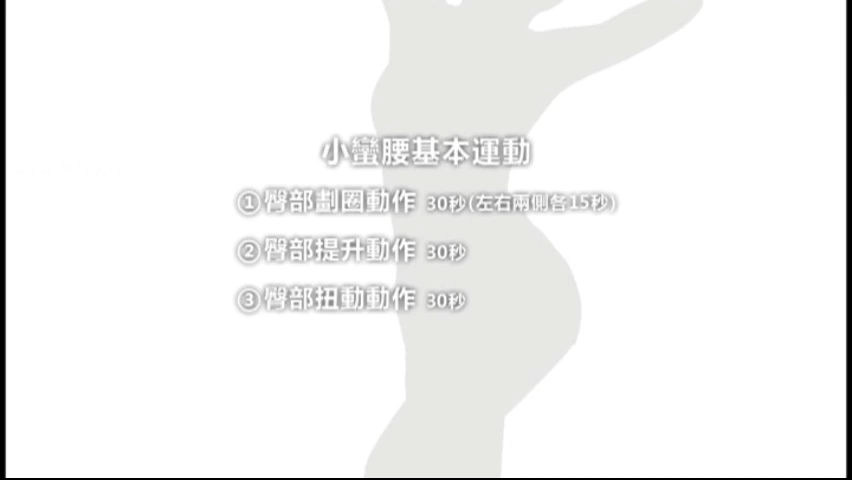 小蠻腰基本運動
①臀部劃圈動作 30秒(左右兩側各15秒)
②臀部提升動作 30秒
③臀部扭動動作 30秒